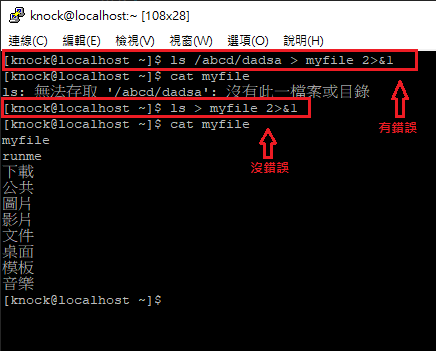 knock@localhost:~ [108x28]
連線(C) 編輯(E) 檢視(V) 視窗(W) 選項(O) 說明(H)
[knock@localhost ~]$ ls /abcd/dadsa > myfile 2>&1
[knock@localhost ~]$ cat myfile
ls: 無法存取 '/abcd/dadsa': 沒有此一檔案或目錄
[knock@localhost ~]$ ls > myfile 2>&1
[knock@localhost ~]$ cat myfile
有錯誤
myfile
runme
沒錯誤
下載
公共
圖片
影片
文件
桌面
模板
音樂
[knock@localhost ~]$